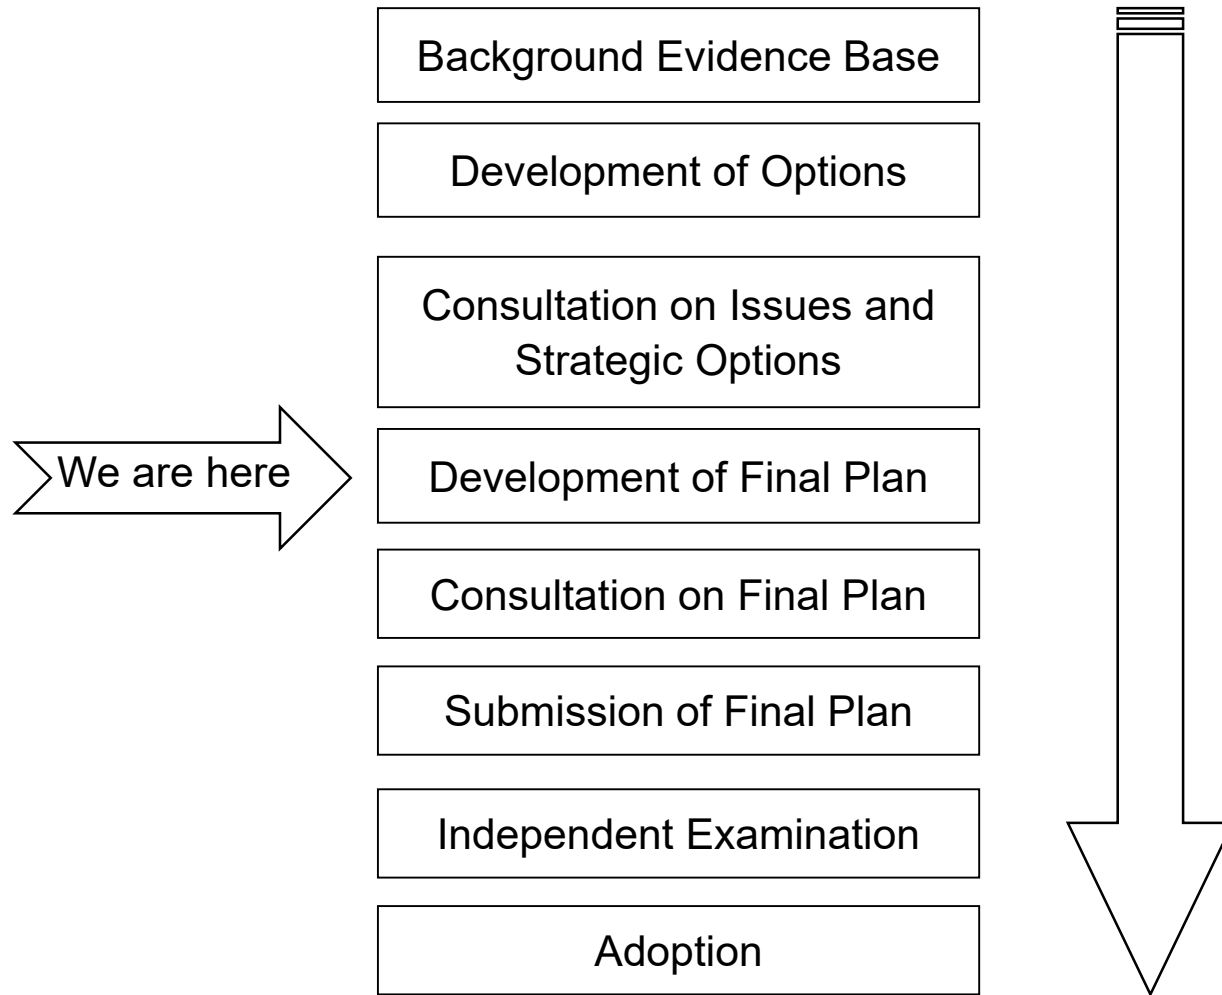 Background Evidence Base
Development of Options
Consultation on Issues and
Strategic Options
We are here
Development of Final Plan
Consultation on Final Plan
Submission of Final Plan
Independent Examination
Adoption